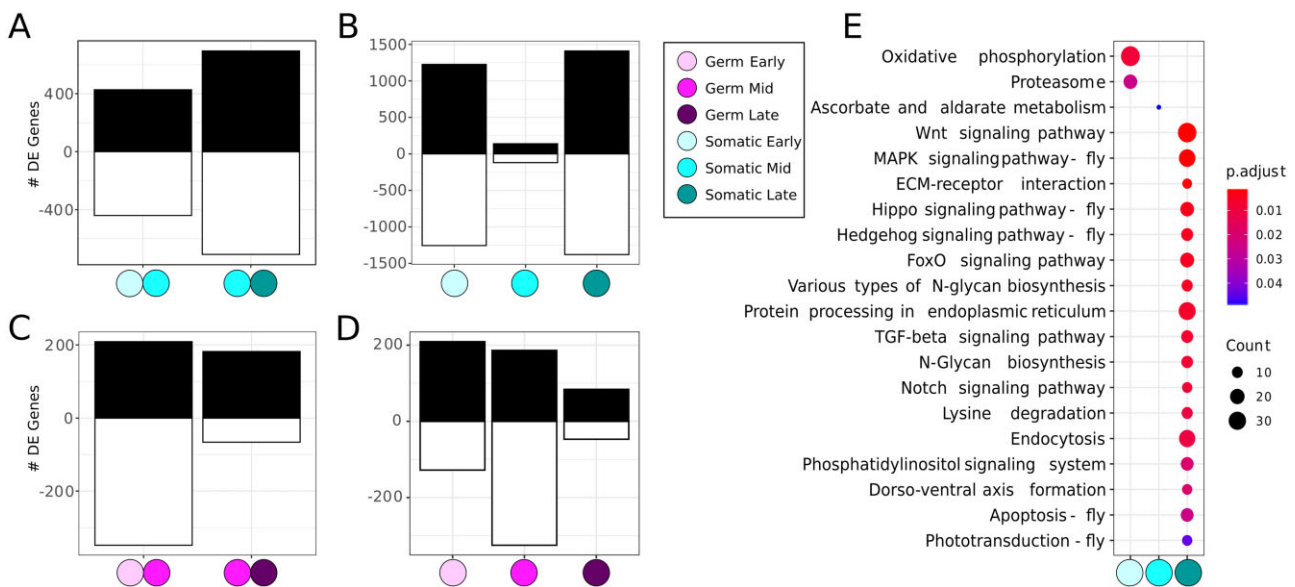 A
# DE Genes
400
0
-400
B
1500
1000
500
0
-500
-1000
-1500
Germ Early
Germ Mid
Germ Late
Somatic Early
Somatic Mid
Somatic Late
C
# DE Genes
200
0
-200
D
200
0
-200
E
Oxidative phosphorylation
Proteasome
Ascorbate and aldarate metabolism
Wnt signaling pathway
MAPK signaling pathway - fly
ECM-receptor interaction
Hippo signaling pathway - fly
Hedgehog signaling pathway - fly
FoxO signaling pathway
Various types of N-glycan biosynthesis
Protein processing in endoplasmic reticulum
TGF-beta signaling pathway
N-Glycan biosynthesis
Notch signaling pathway
Lysine degradation
Endocytosis
Phosphatidylinositol signaling system
Dorso-ventral axis formation
Apoptosis - fly
Phototransduction - fly
p.adjust
0.01
0.02
0.03
0.04
Count
10
20
30